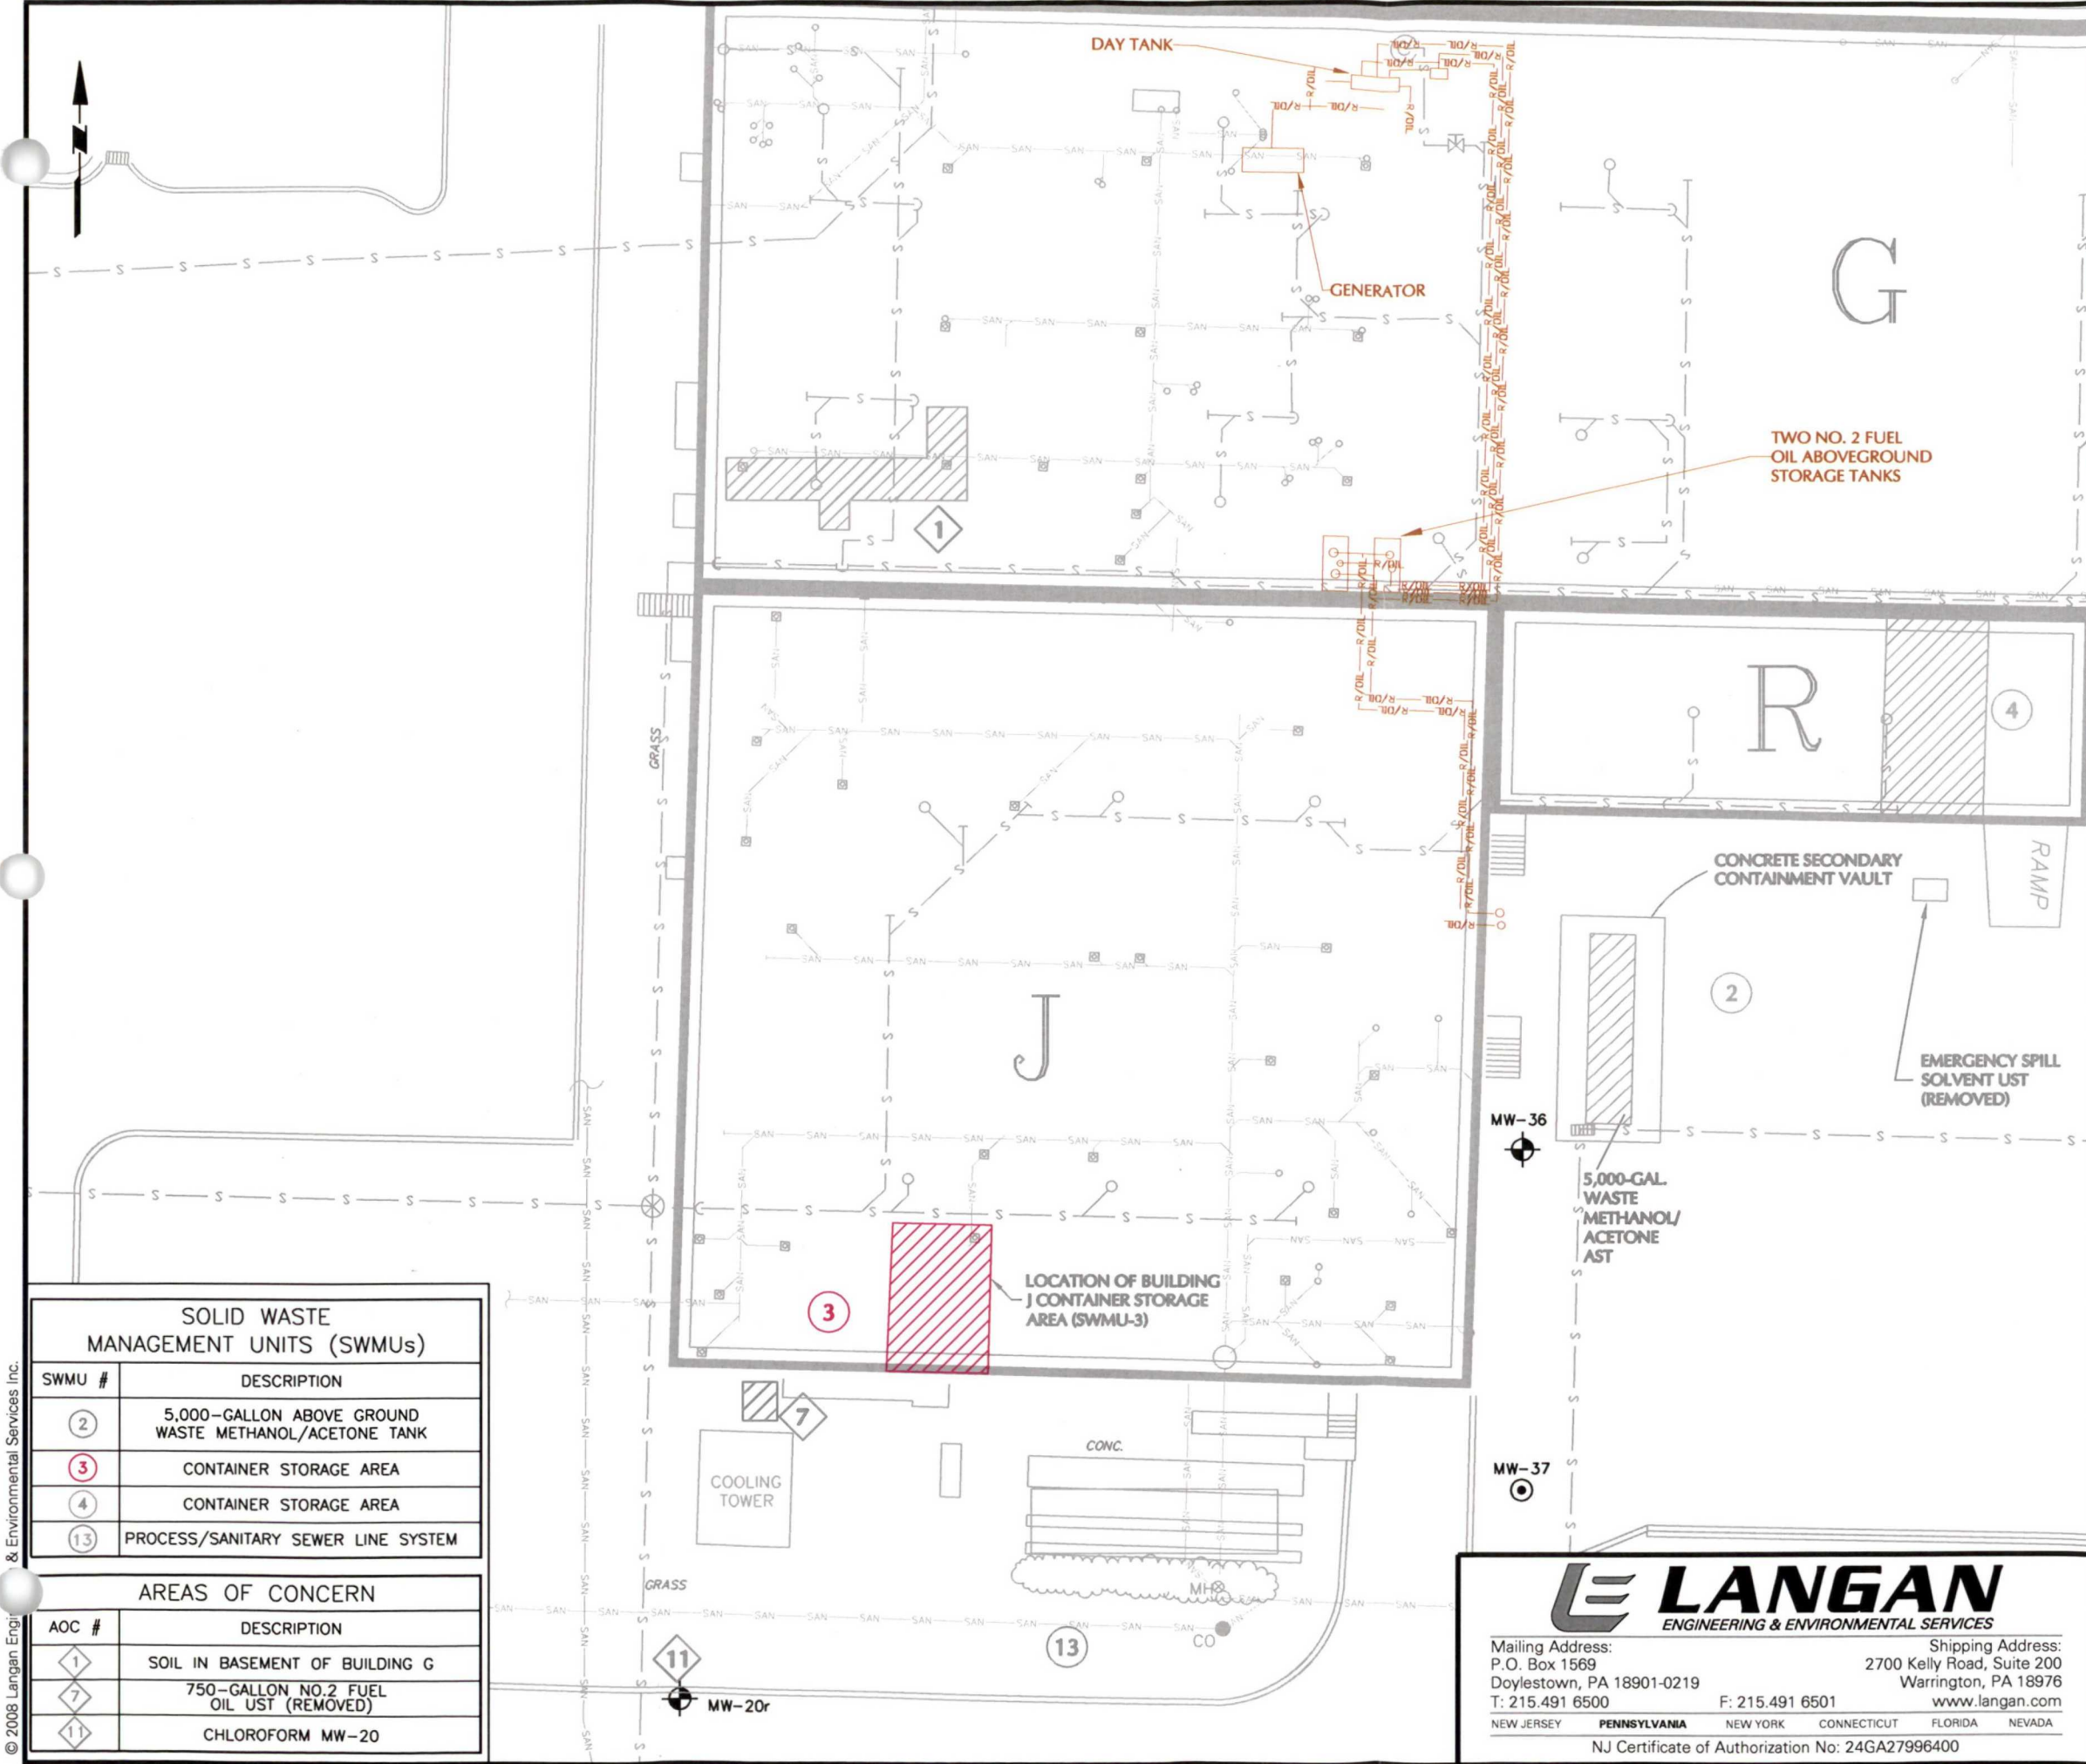 DAY TANK
GENERATOR
G
TWO NO. 2 FUEL
OIL ABOVEGROUND
STORAGE TANKS
1
N
R
4
GRASS
CONCRETE SECONDARY
CONTAINMENT VAULT
RAMP
J
2
EMERGENCY SPILL
SOLVENT UST
(REMOVED)
MW-36
5,000-GAL.
WASTE
METHANOL/
ACETONE
AST
3
LOCATION OF BUILDING
J CONTAINER STORAGE
AREA (SWMU-3)
7
COOLING
TOWER
CONC.
MW-37
GRASS
MH
CO
13
11
MW-20r
SOLID WASTE
MANAGEMENT UNITS (SWMUs)
SWMU # DESCRIPTION
2 5,000-GALLON ABOVE GROUND
WASTE METHANOL/ACETONE TANK
3 CONTAINER STORAGE AREA
4 CONTAINER STORAGE AREA
13 PROCESS/SANITARY SEWER LINE SYSTEM
AREAS OF CONCERN
AOC # DESCRIPTION
1 SOIL IN BASEMENT OF BUILDING G
7 750-GALLON NO.2 FUEL
OIL UST (REMOVED)
11 CHLOROFORM MW-20
© 2008 Langan Engi & Environmental Services Inc.
LANGAN
ENGINEERING & ENVIRONMENTAL SERVICES
Mailing Address: Shipping Address:
P.O. Box 1569 2700 Kelly Road, Suite 200
Doylestown, PA 18901-0219 Warrington, PA 18976
T: 215.491 6500 F: 215.491 6501 www.langan.com
NEW JERSEY PENNSYLVANIA NEW YORK CONNECTICUT FLORIDA NEVADA
NJ Certificate of Authorization No: 24GA27996400